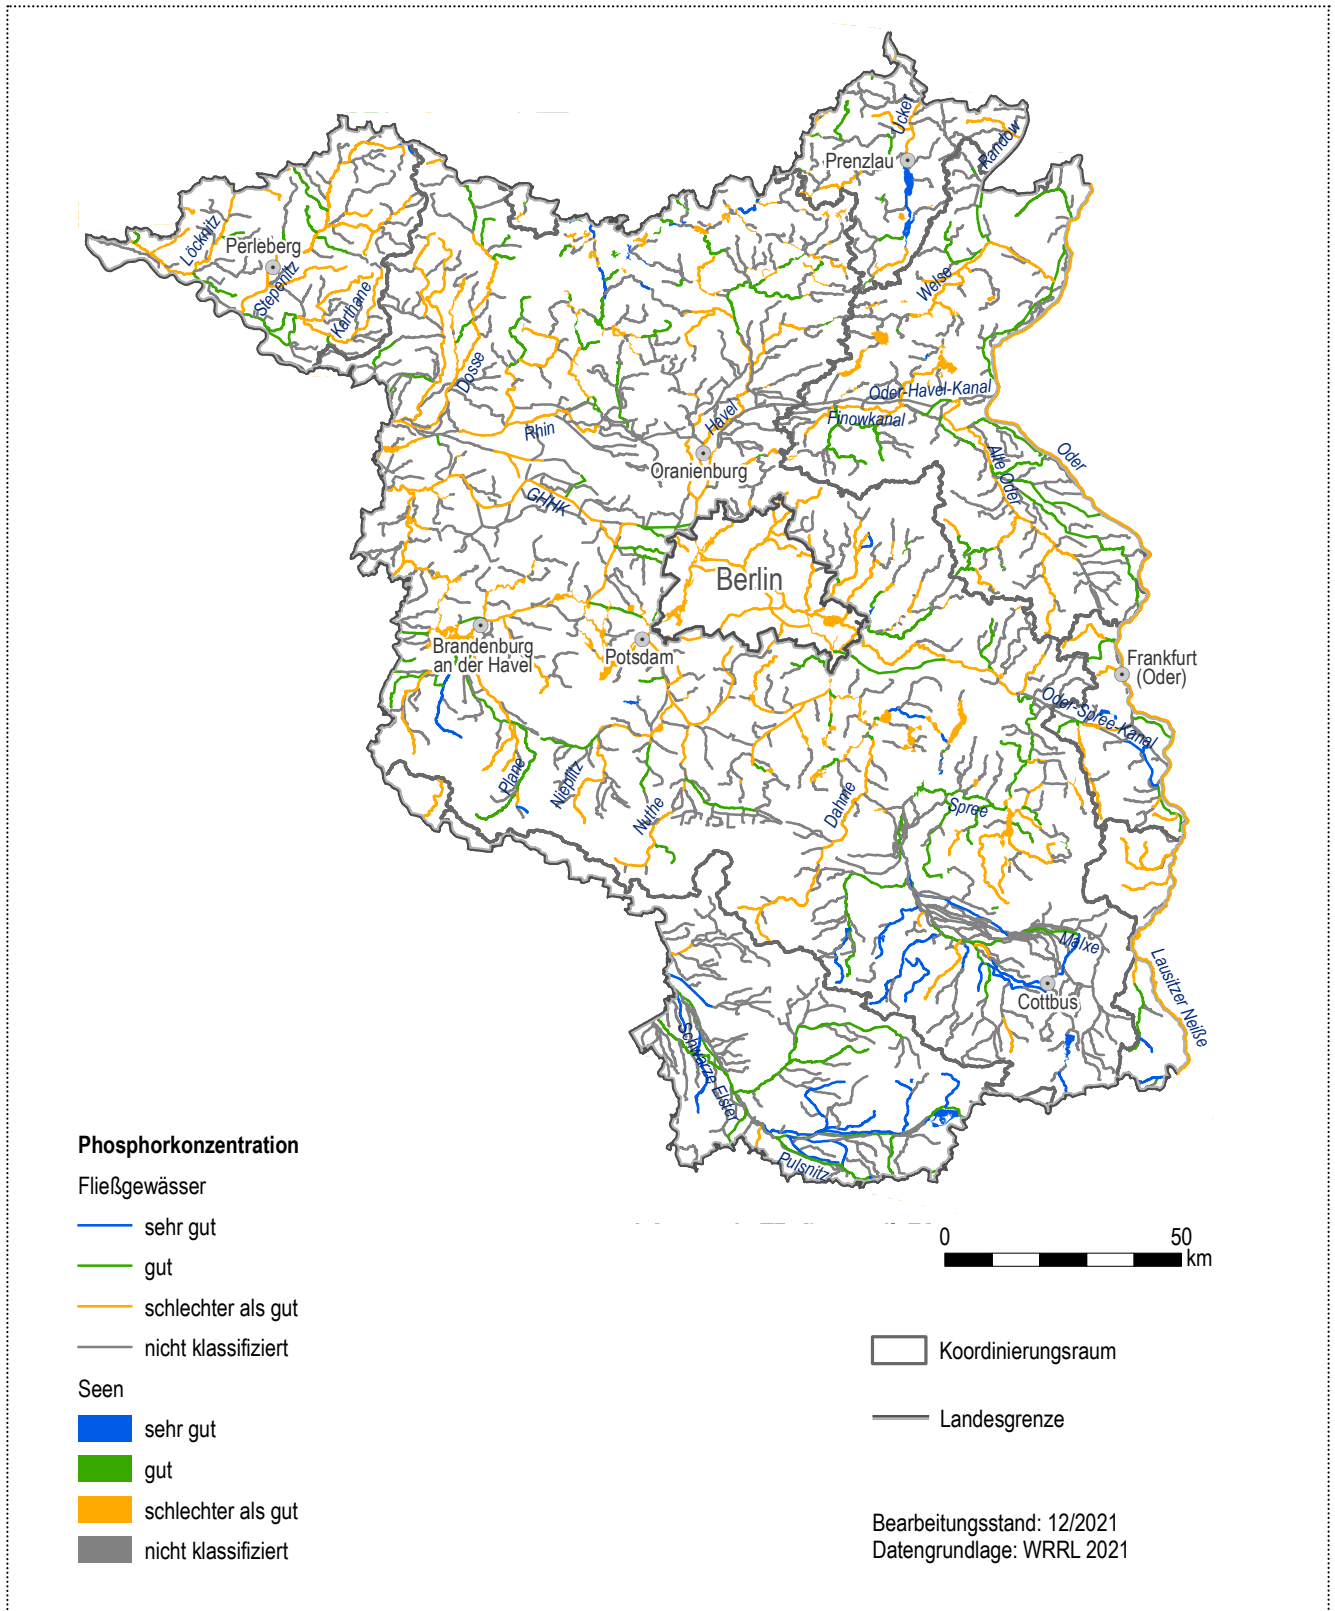 Ucker
Randow
Prenzlau
Löcknitz
Perleberg
Stepenitz
Karthane
Welse
Dosse
Oder-Havel-Kanal
Havel
Finowkanal
Rhin
Oder
Oranienburg
Alte Oder
GHHK
Berlin
Brandenburg
an der Havel
Potsdam
Frankfurt
(Oder)
Oder-Spree-Kanal
Plane
Nieplitz
Nuthe
Dahme
Spree
Malxe
Lausitzer Neiße
Cottbus
Schwarze Elster
Pulsnitz
Phosphorkonzentration
Fließgewässer
sehr gut
gut
schlechter als gut
nicht klassifiziert
Seen
sehr gut
gut
schlechter als gut
nicht klassifiziert
0 50
km
Koordinierungsraum
Landesgrenze
Bearbeitungsstand: 12/2021
Datengrundlage: WRRL 2021